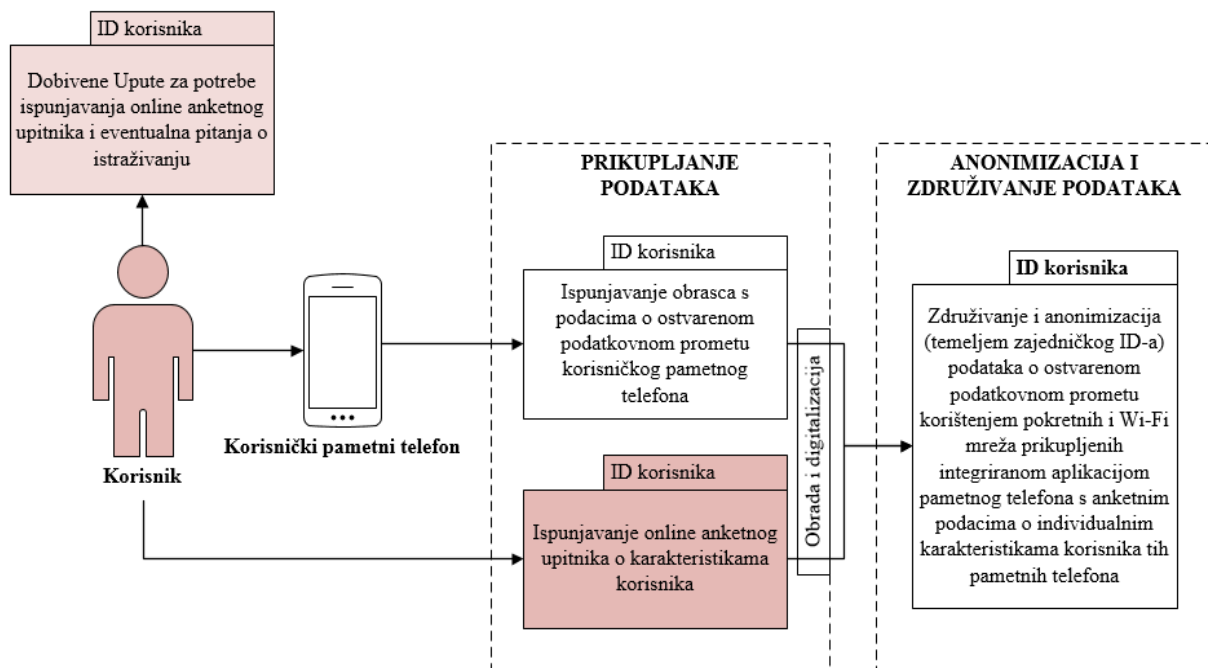 ID korisnika
Dobivene Upute za potrebe
ispunjavanja online anketnog
upitnika i eventualna pitanja o
istraživanju
Korisnik
Korisnički pametni telefon
PRIKUPLJANJE
PODATAKA
ID korisnika
Ispunjavanje obrasca s
podacima o ostvarenom
podatkovnom prometu
korisničkog pametnog
telefona
ID korisnika
Ispunjavanje online anketnog
upitnika o karakteristikama
korisnika
Obrada i digitalizacija
ANONIMIZACIJA I
ZDRUŽIVANJE PODATAKA
ID korisnika
Združivanje i anonimizacija
(temeljem zajedničkog ID-a)
podataka o ostvarenom
podatkovnom prometu
korištenjem pokretnih i Wi-Fi
mreža prikupljenih
integriranom aplikacijom
pametnog telefona s anketnim
podacima o individualnim
karakteristikama korisnika tih
pametnih telefona